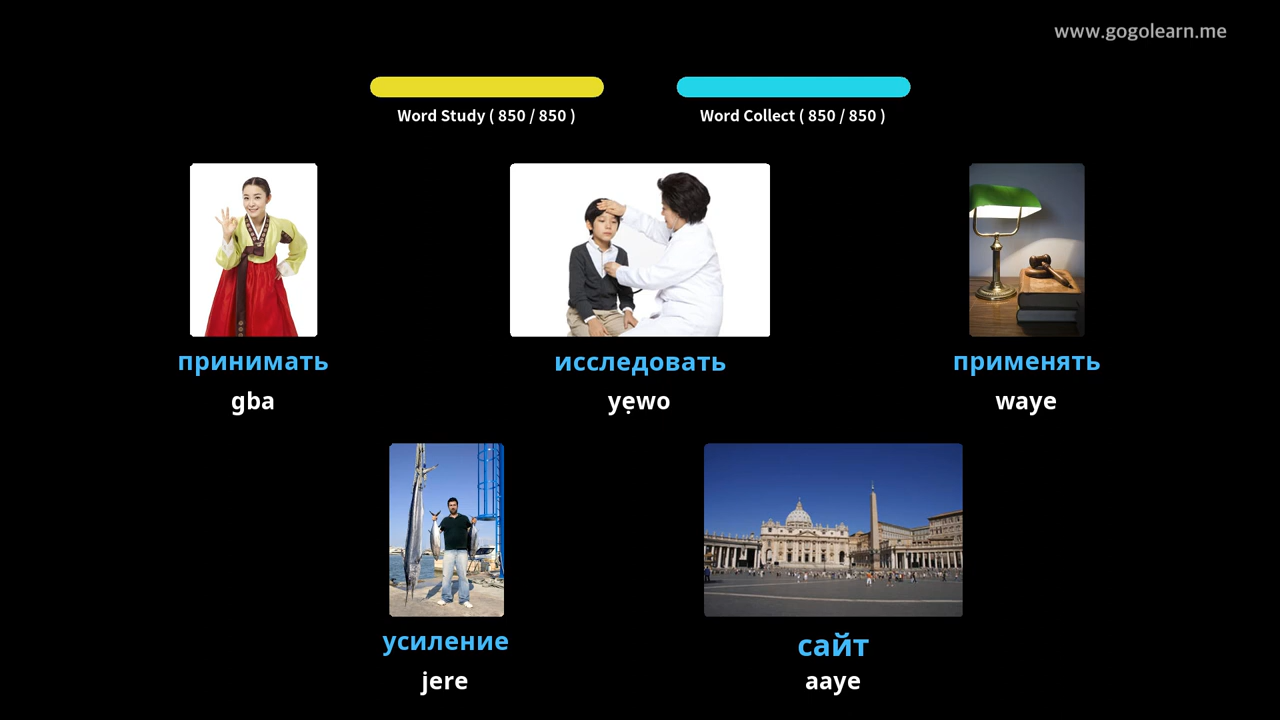 www.gogolearn.me
Word Study ( 850 / 850 )
Word Collect ( 850 / 850 )
принимать
исследовать
применять
gba
yẹwo
waye
усиление
сайт
jere
aaye